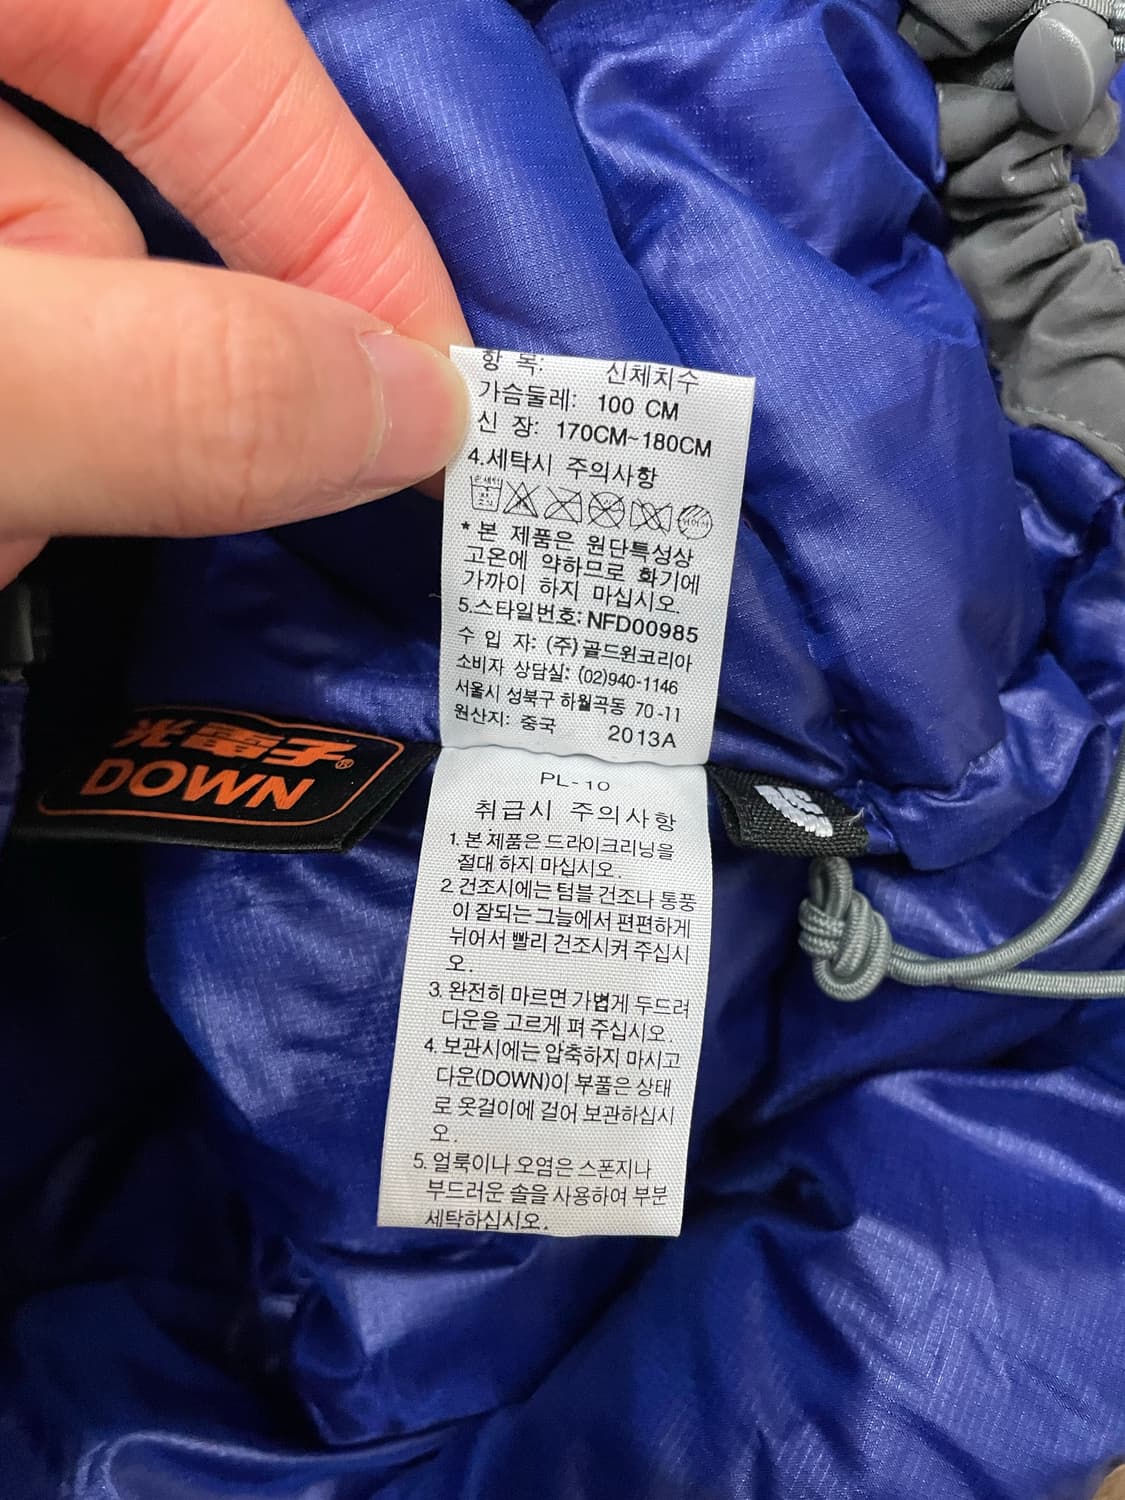 항 목: 신체치수
가슴둘레: 100 CM
신 장: 170CM~180CM
4.세탁시 주의사항
* 본 제품은 원단특성상
고온에 약하므로 화기에
가까이 하지 마십시오.
5.스타일번호: NFD00985
수 입 자: (주)골드윈코리아
소비자 상담실: (02)940-1146
서울시 성북구 하월곡동 70-11
원산지: 중국 2013A
光電子®
DOWN
PL-10
취급시 주의사항
1. 본 제품은 드라이크리닝을
절대 하지 마십시오.
2. 건조시에는 텀블 건조나 통풍
이 잘되는 그늘에서 편편하게
뉘어서 빨리 건조시켜 주십시
오.
3. 완전히 마르면 가볍게 두드려
다운을 고르게 펴 주십시오.
4. 보관시에는 압축하지 마시고
다운(DOWN)이 부풀은 상태
로 옷걸이에 걸어 보관하십시
오.
5. 얼룩이나 오염은 스폰지나
부드러운 솔을 사용하여 부분
세탁하십시오.